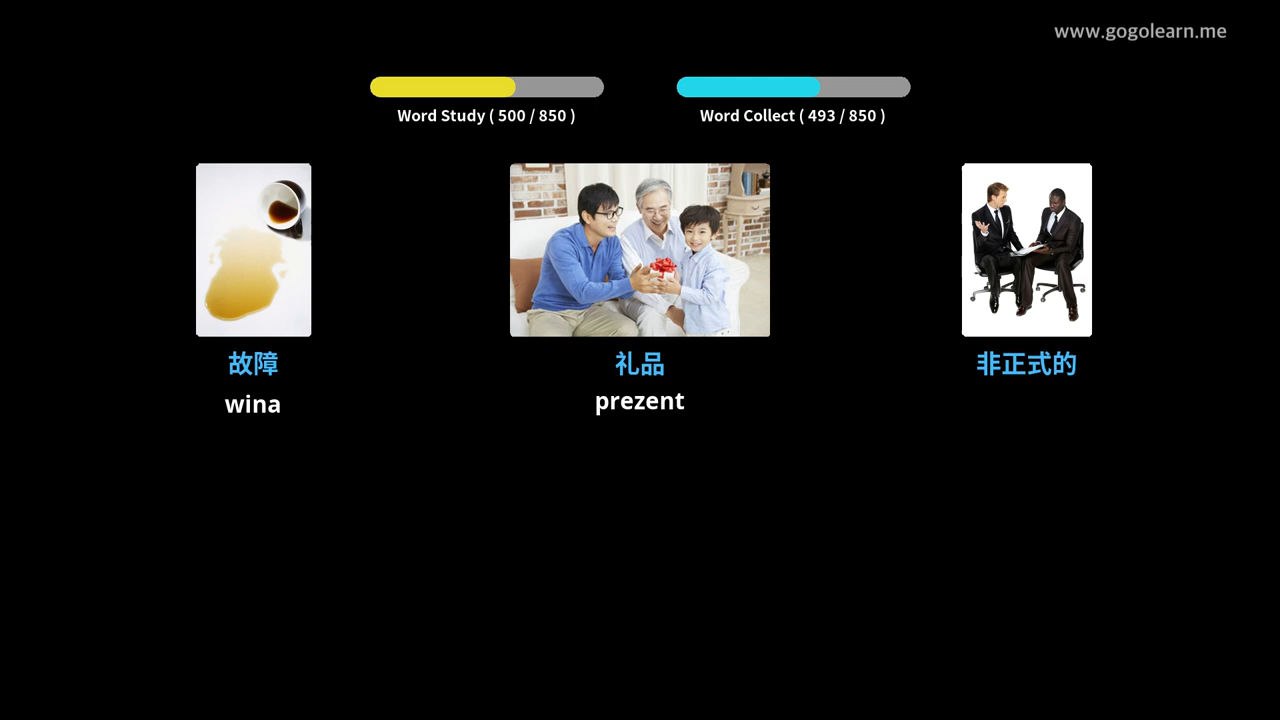 www.gogolearn.me
Word Study ( 500 / 850 )
Word Collect ( 493 / 850 )
故障
礼品
非正式的
wina
prezent